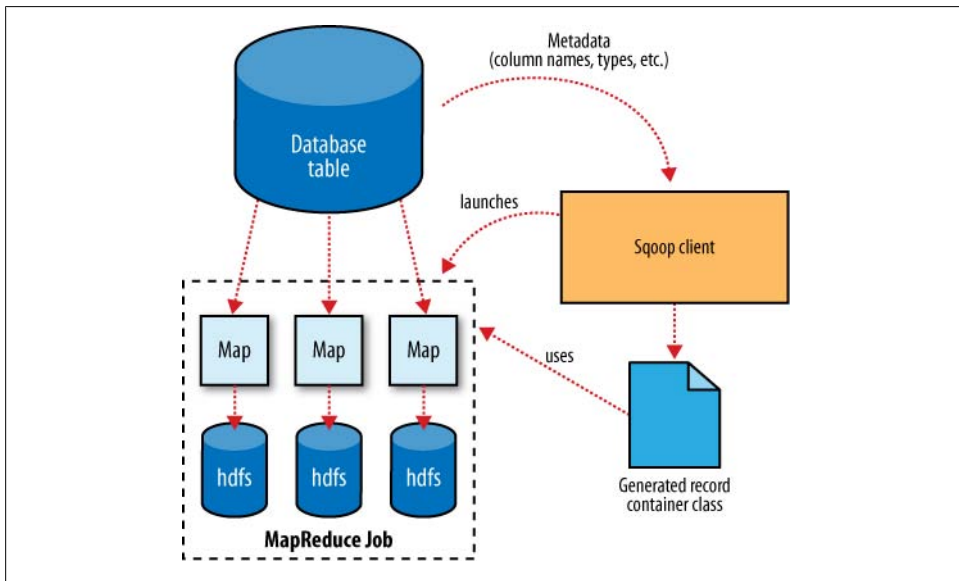 Metadata
(column names, types, etc.)
Database
table
launches
Sqoop client
Map
Map
Map
uses
hdfs
hdfs
hdfs
Generated record
container class
MapReduce Job